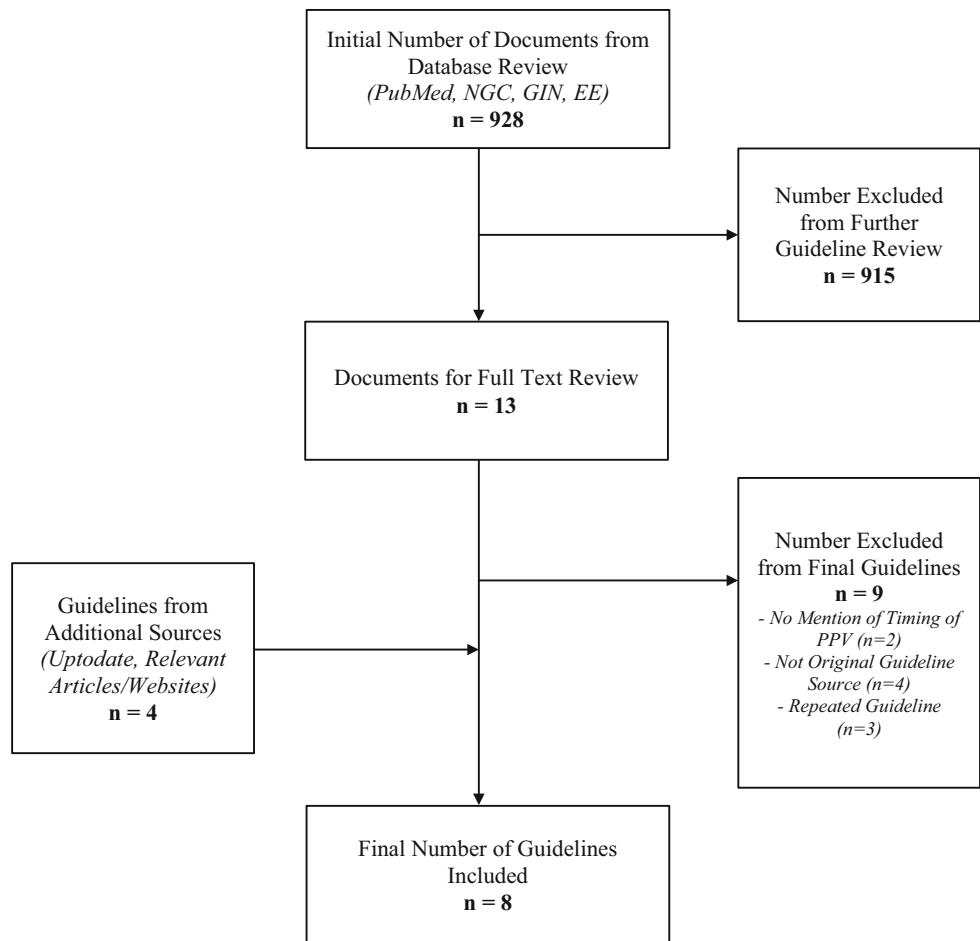 Initial Number of Documents from
Database Review
(PubMed, NGC, GIN, EE)
n = 928
Number Excluded
from Further
Guideline Review
n = 915
Documents for Full Text Review
n = 13
Number Excluded
from Final Guidelines
n = 9
- No Mention of Timing of
PPV (n=2)
- Not Original Guideline
Source (n=4)
- Repeated Guideline
(n=3)
Guidelines from
Additional Sources
(Uptodate, Relevant
Articles/Websites)
n = 4
Final Number of Guidelines
Included
n = 8